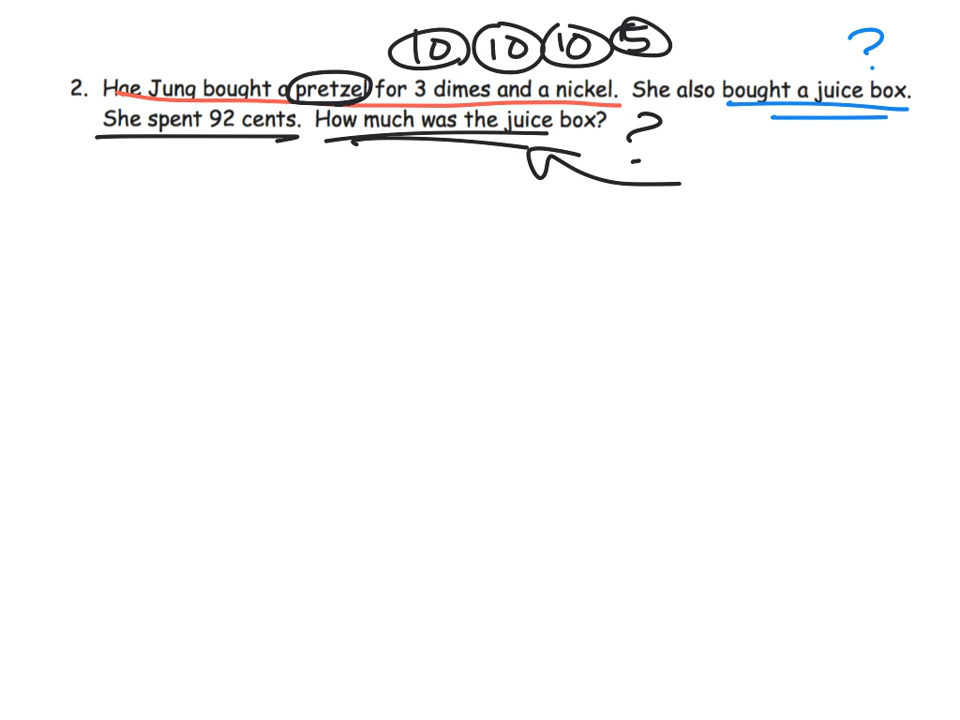 10 10 10 5 ?
2. Hae Jung bought a pretzel for 3 dimes and a nickel. She also bought a juice box.
She spent 92 cents. How much was the juice box? ?